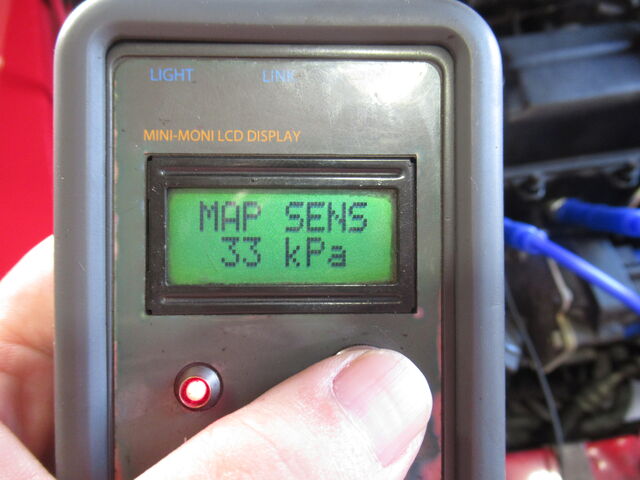 LIGHT LINK
MINI-MONI LCD DISPLAY
MAP SENS
33 kPa